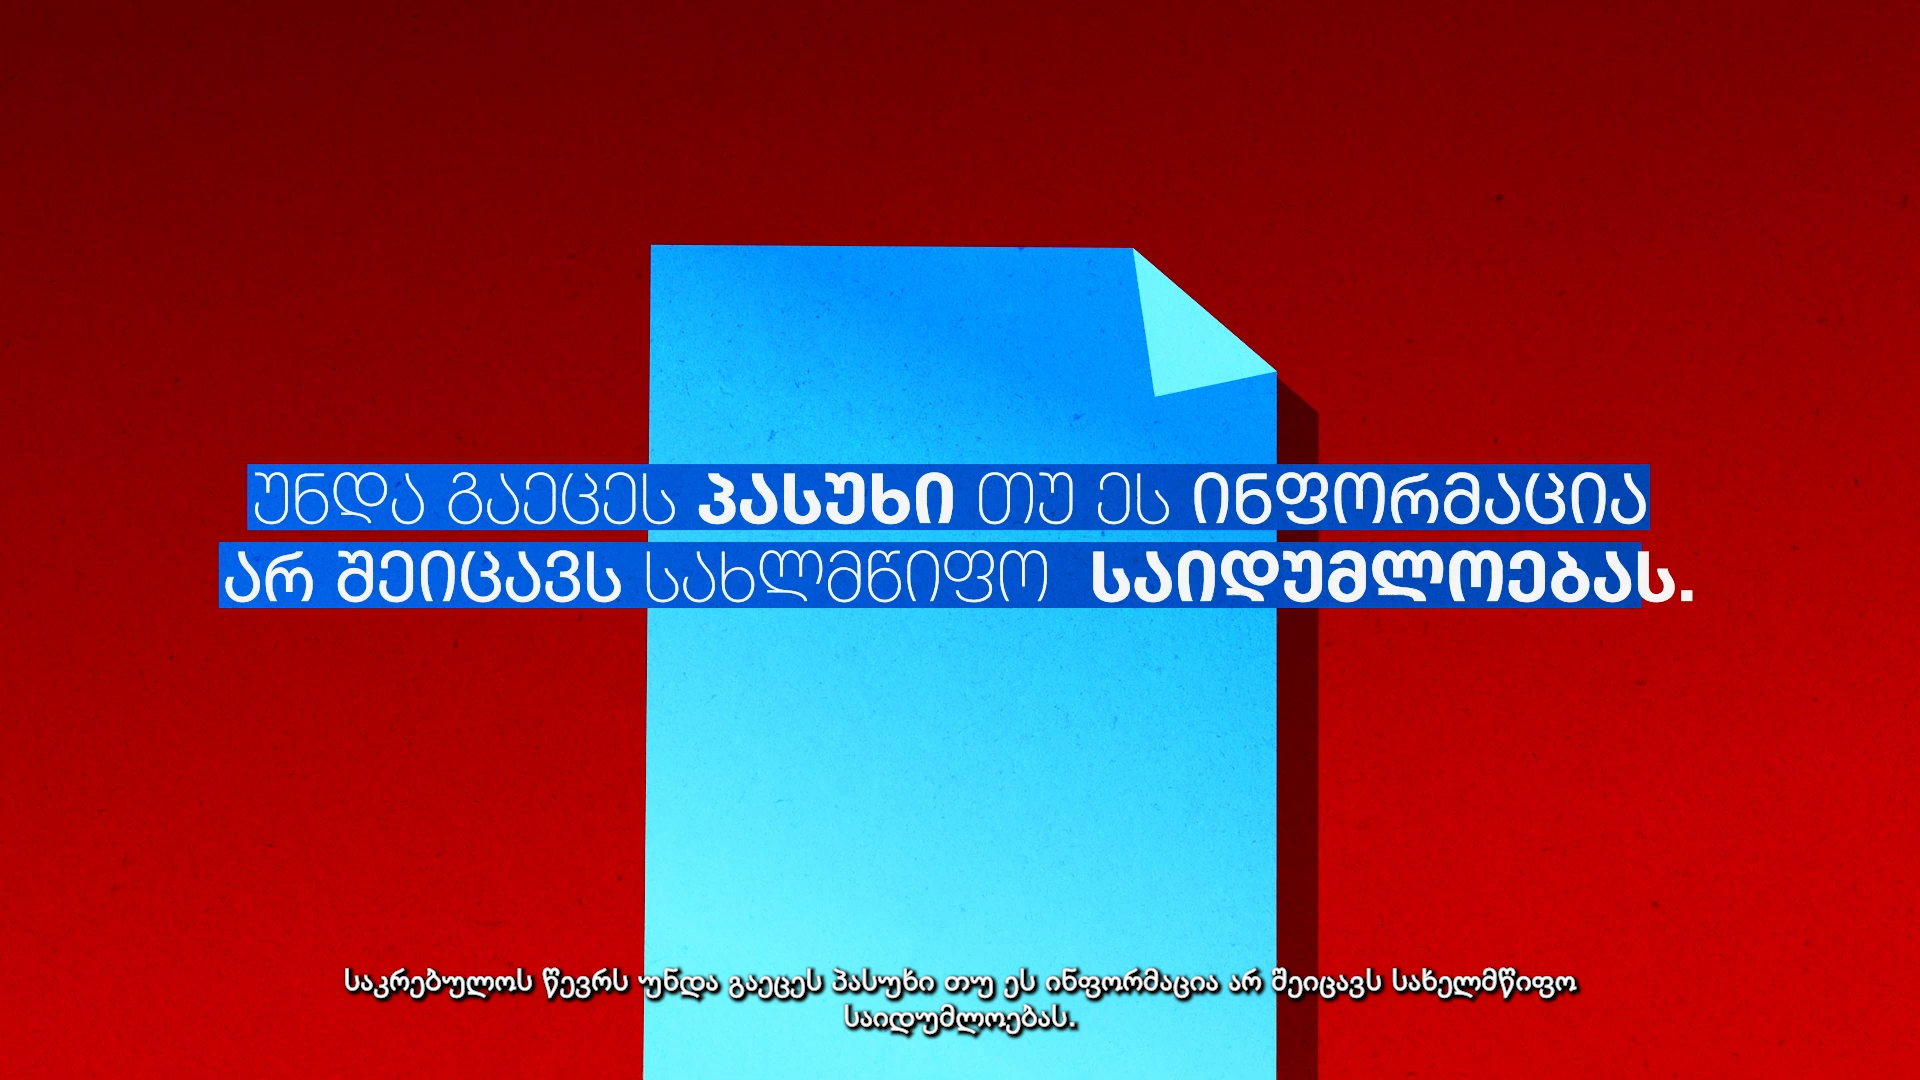 უნდა გაეცეს პასუხი თუ ეს ინფორმაცია
არ შეიცავს სახლმწიფო საიდუმლოებას.
საკრებულოს წევრს უნდა გაეცეს პასუხი თუ ეს ინფორმაცია არ შეიცავს სახელმწიფო
საიდუმლოებას.